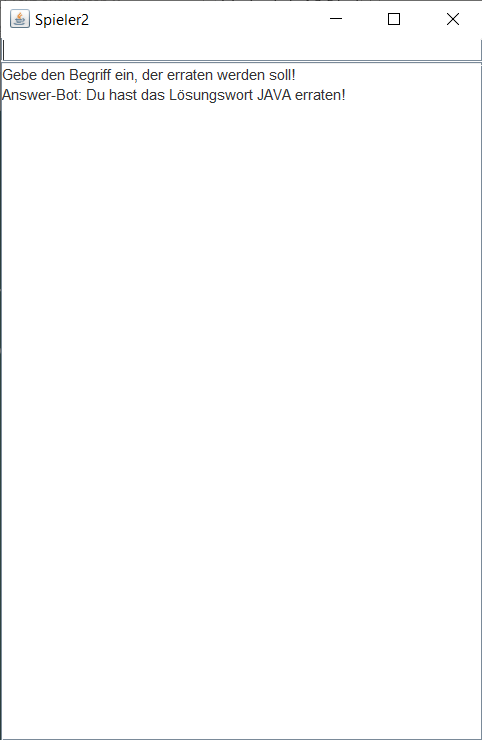 Spieler2
Gebe den Begriff ein, der erraten werden soll!
Answer-Bot: Du hast das Lösungswort JAVA erraten!